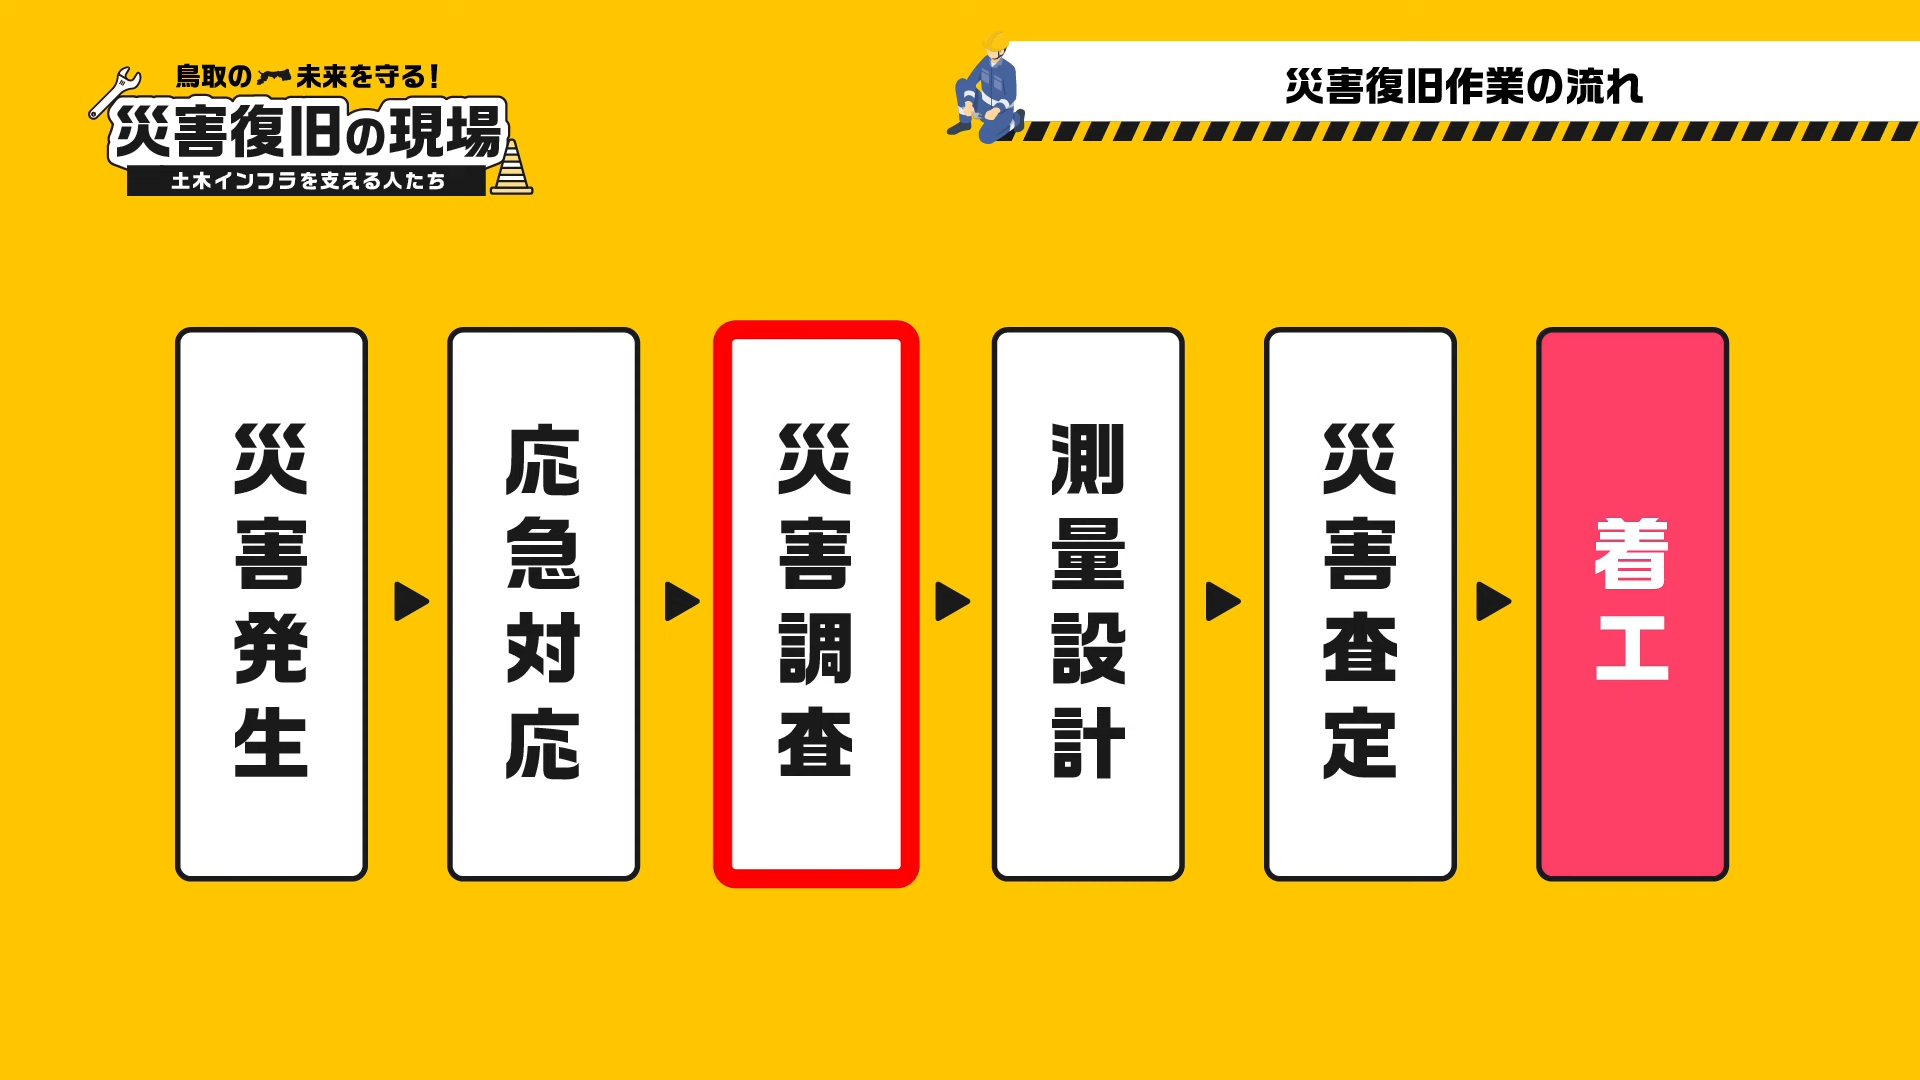 鳥取の未来を守る!
災害復旧の現場
土木インフラを支える人たち
災害復旧作業の流れ
災害発生
応急対応
災害調査
測量設計
災害査定
着工